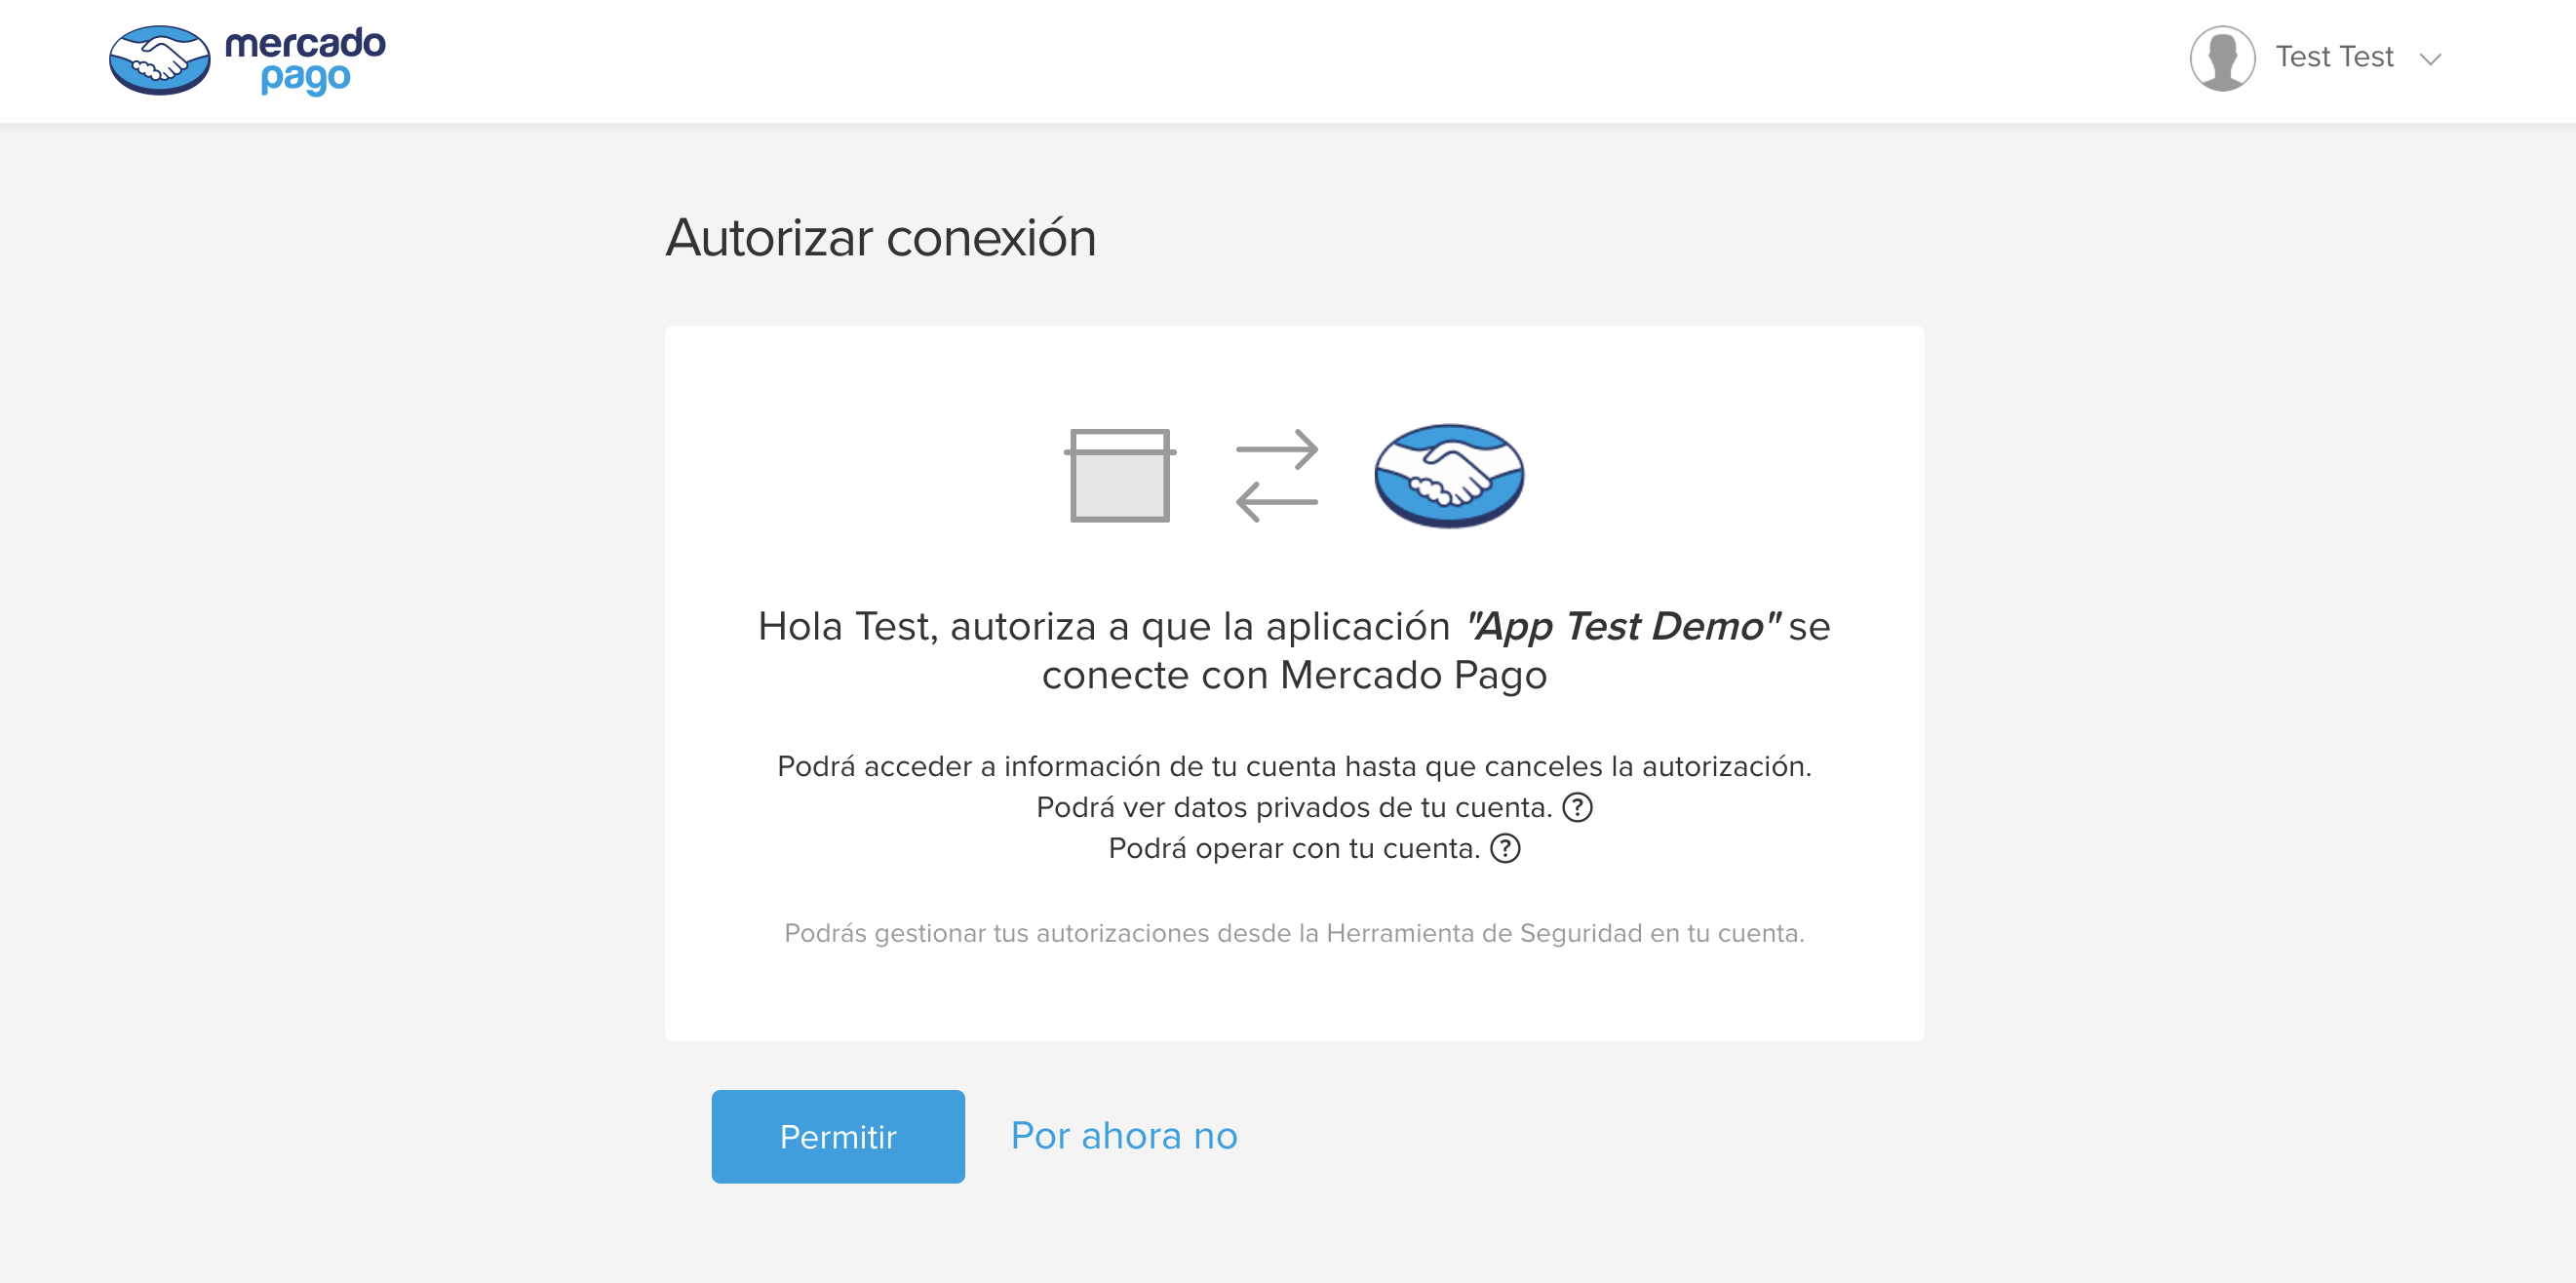 mercado
pago
Test Test
Autorizar conexión
Hola Test, autoriza a que la aplicación "App Test Demo" se
conecte con Mercado Pago
Podrá acceder a información de tu cuenta hasta que canceles la autorización.
Podrá ver datos privados de tu cuenta. ?
Podrá operar con tu cuenta. ?
Podrás gestionar tus autorizaciones desde la Herramienta de Seguridad en tu cuenta.
Permitir
Por ahora no